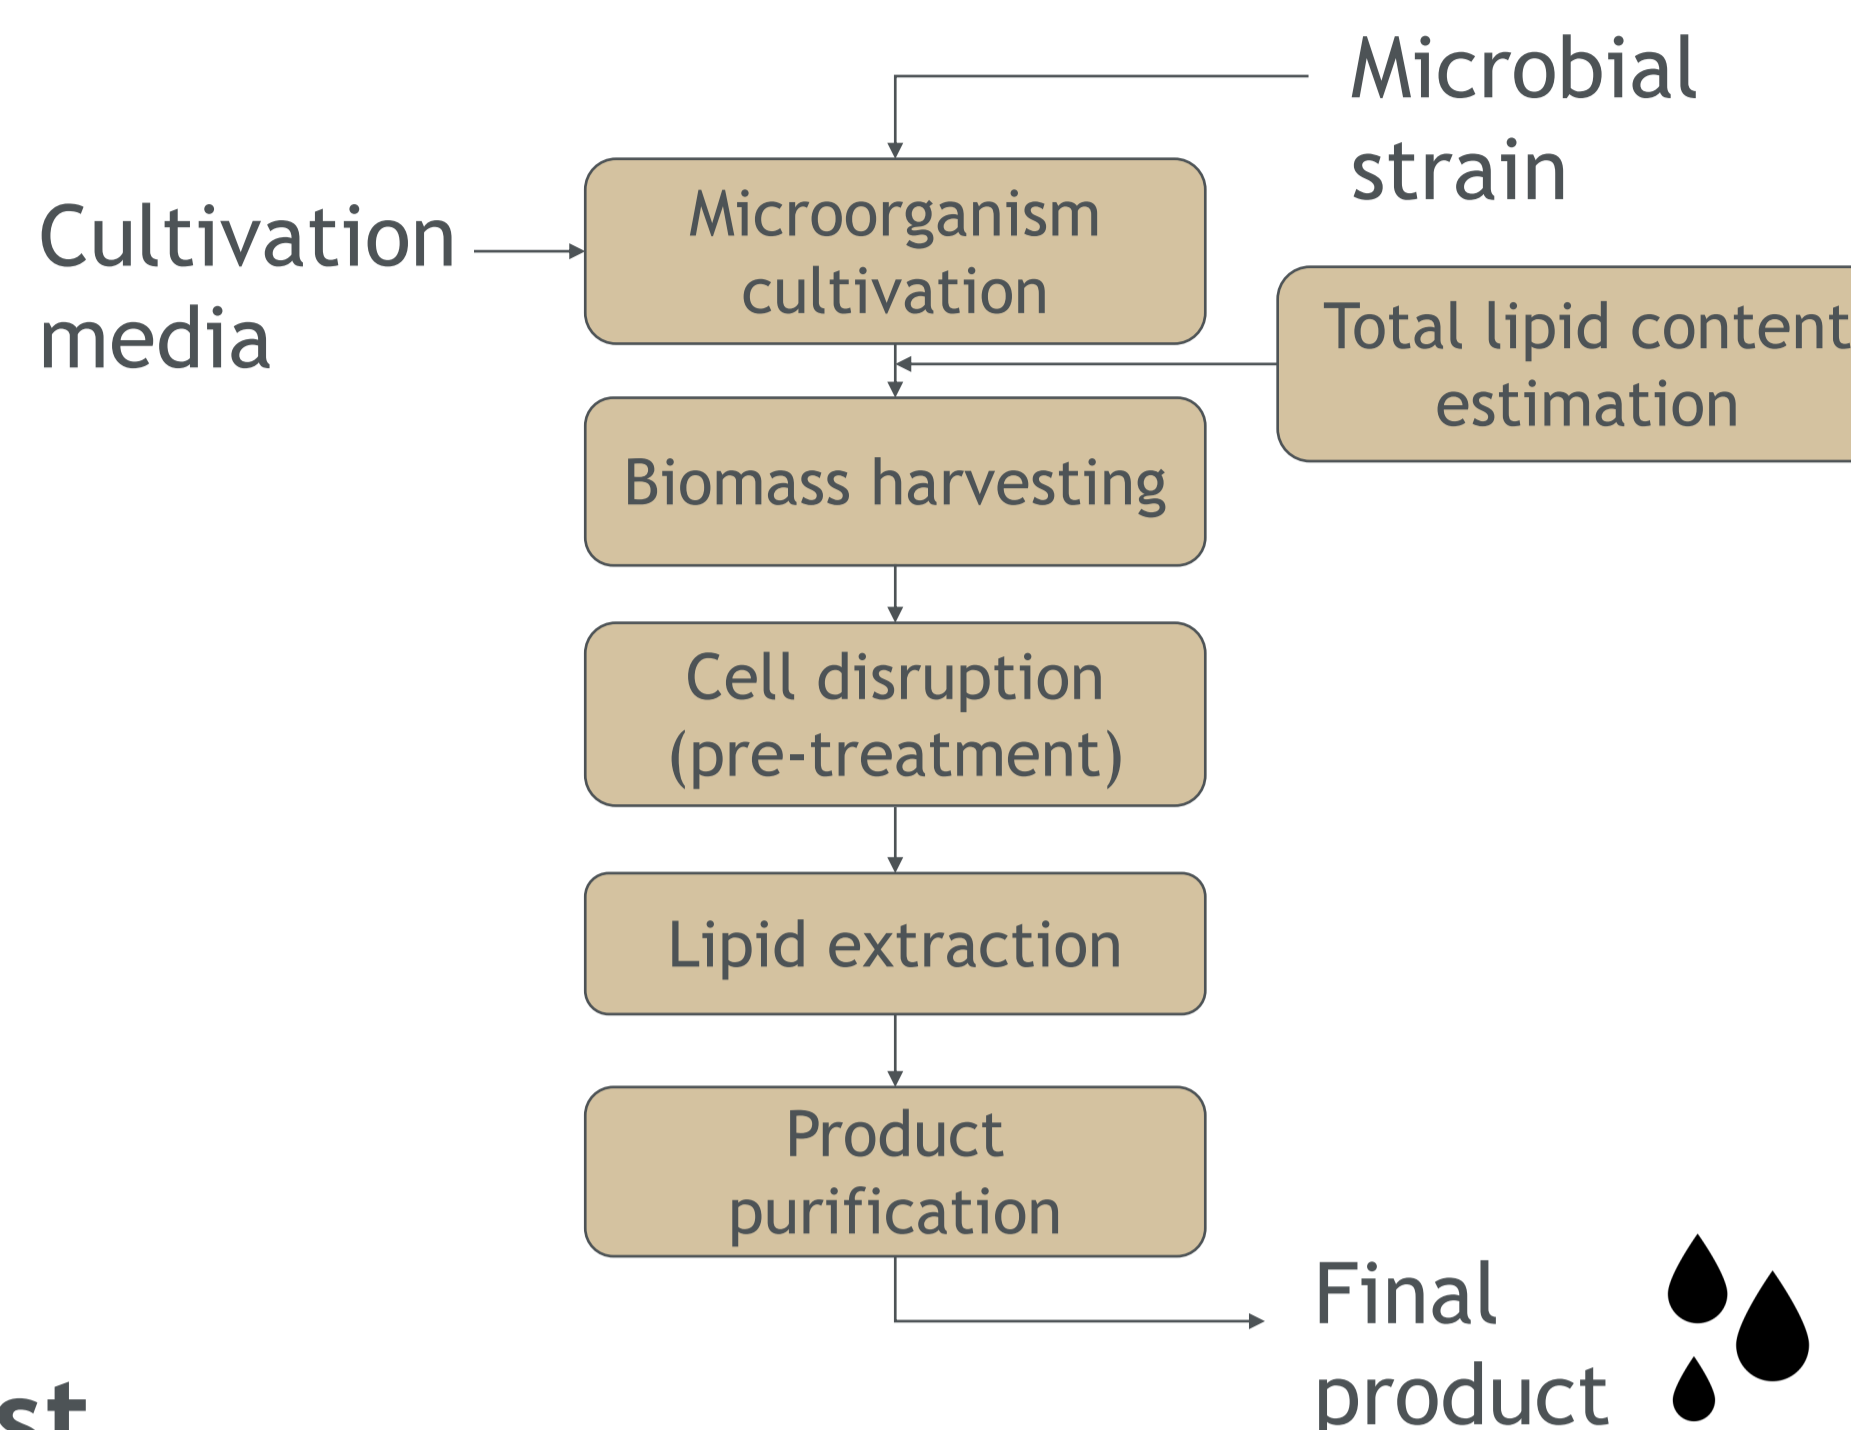 Microbial
strain
Cultivation
media
Microorganism
cultivation
Total lipid content
estimation
Biomass harvesting
Cell disruption
(pre-treatment)
Lipid extraction
Product
purification
Final
product